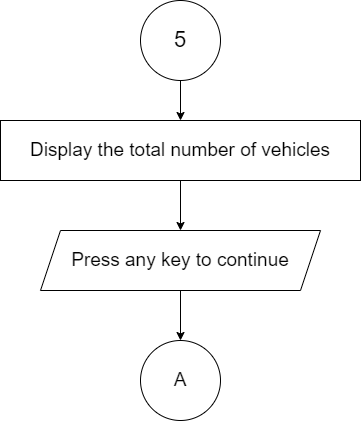 5
Display the total number of vehicles
Press any key to continue
A